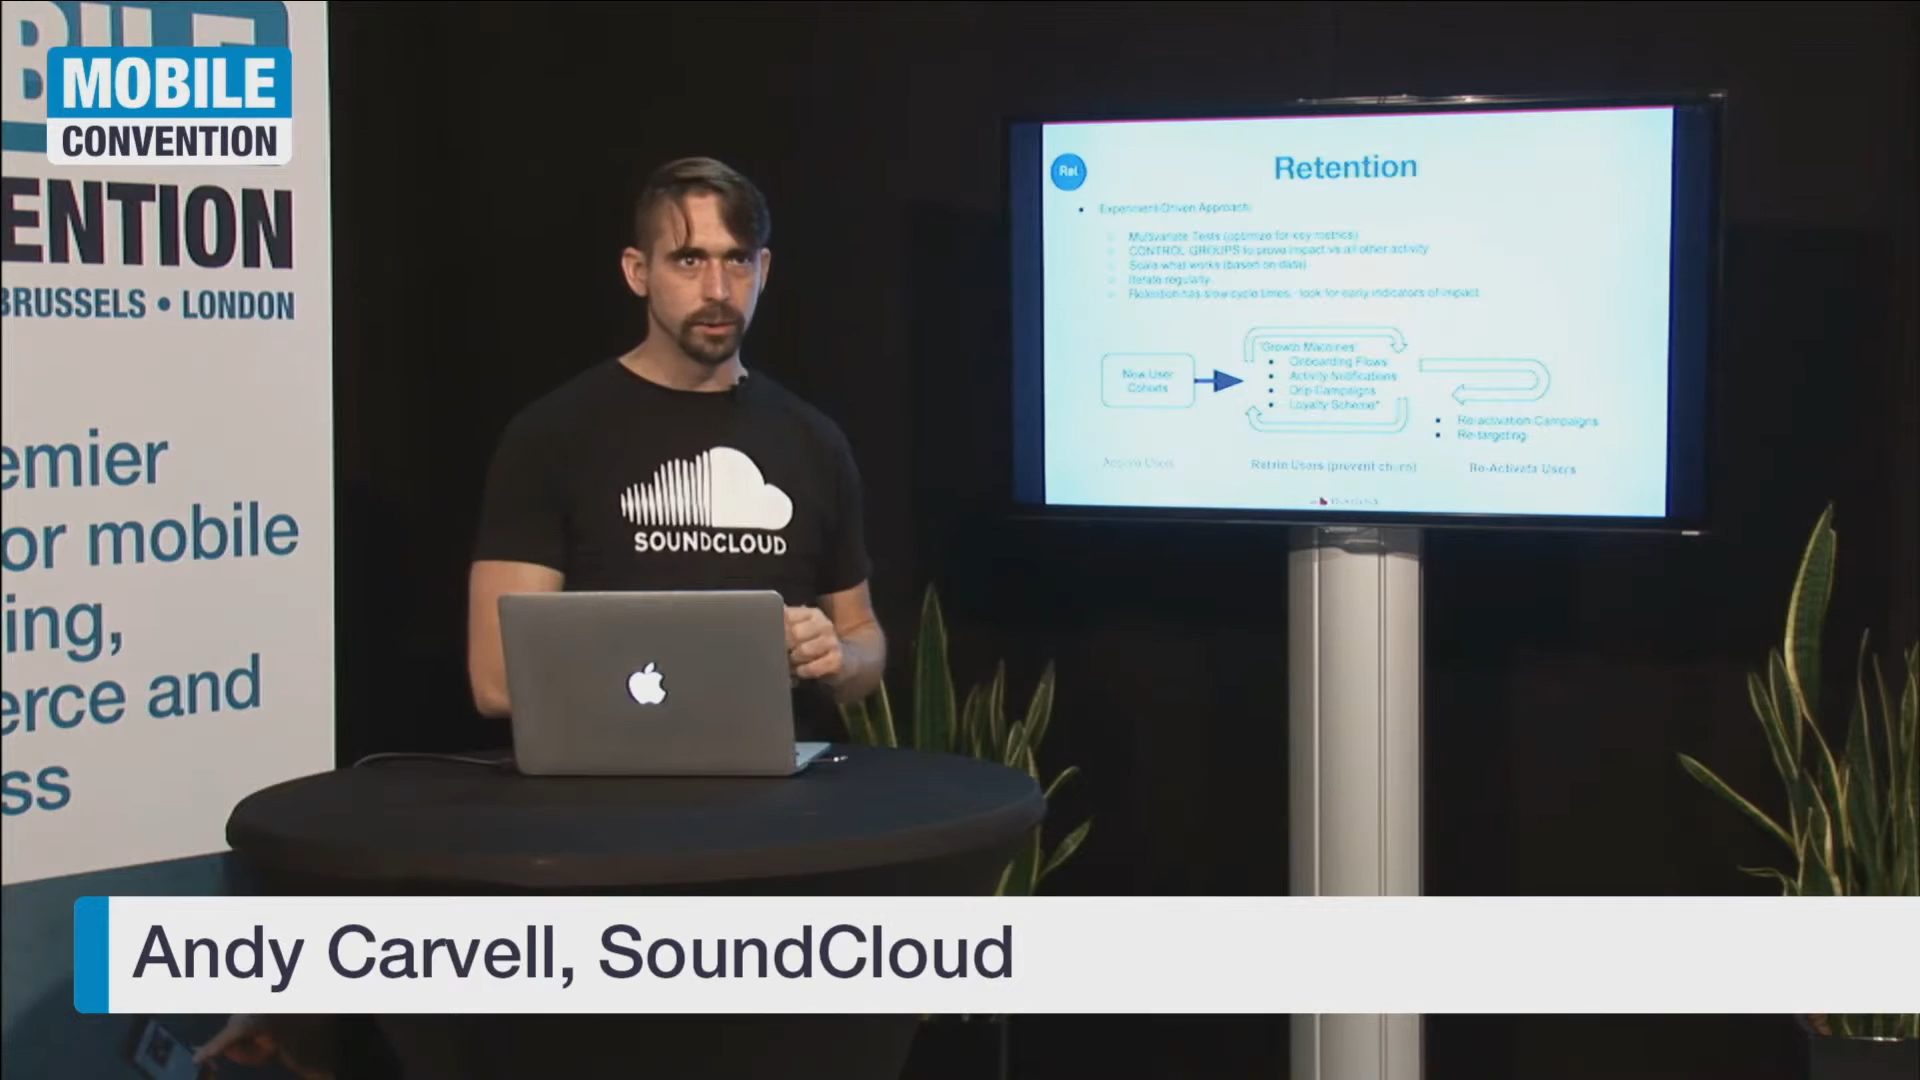 BILE
MOBILE
CONVENTION
ENTION
BRUSSELS • LONDON
emier
or mobile
ing,
erce and
ss
SOUNDCLOUD
Ret
Retention
Experiment-Driven Approach:
Multivariate Tests (optimize for key metrics)
CONTROL GROUPS to prove impact vs all other activity
Scale what works (based on data)
Iterate regularly
Retention has slow cycle times - look for early indicators of impact
New User
Cohorts
'Growth Machines'
Onboarding Flows
Activity Notifications
Drip Campaigns
Loyalty Scheme*
Re-activation Campaigns
Re-targeting
Acquire Users
Retain Users (prevent churn)
Re-Activate Users
Andy Carvell, SoundCloud